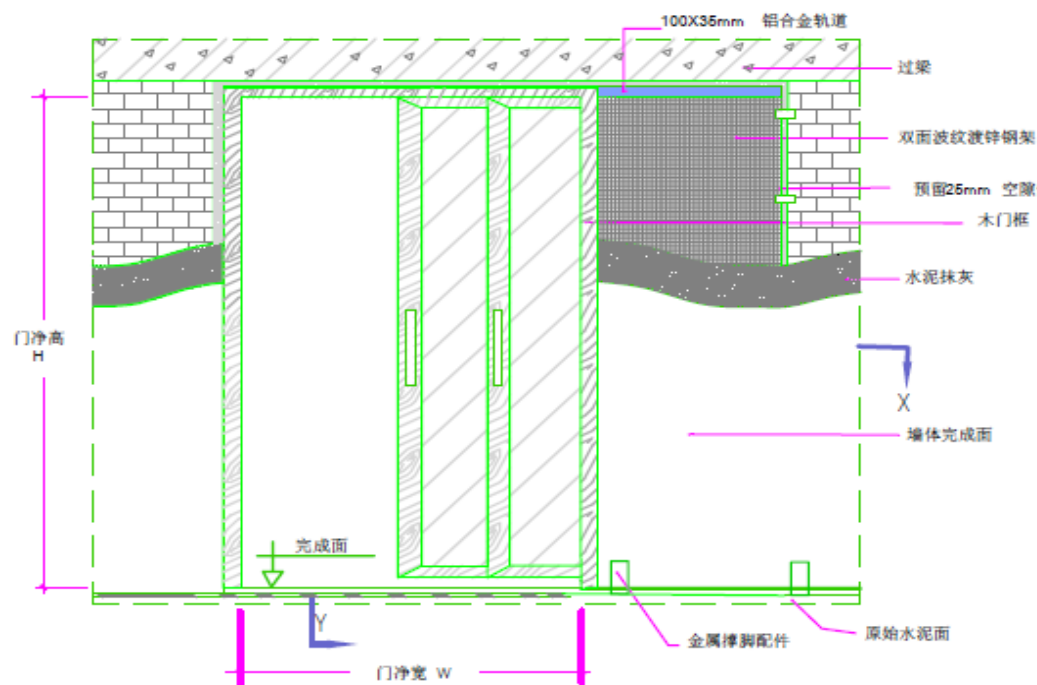 100X35mm 铝合金轨道
过梁
双面波纹镀锌钢架
预留25mm 空隙
木门框
水泥抹灰
门净高
H
X
墙体完成面
完成面
Y
原始水泥面
金属撑脚配件
门净宽 W